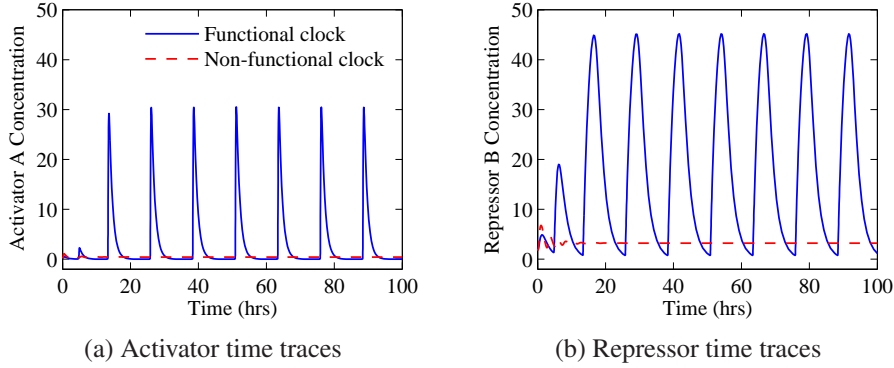 50
40
30
20
10
0
Activator A Concentration
Functional clock
Non-functional clock
0 20 40 60 80 100
Time (hrs)
(a) Activator time traces
50
40
30
20
10
0
Repressor B Concentration
0 20 40 60 80 100
Time (hrs)
(b) Repressor time traces